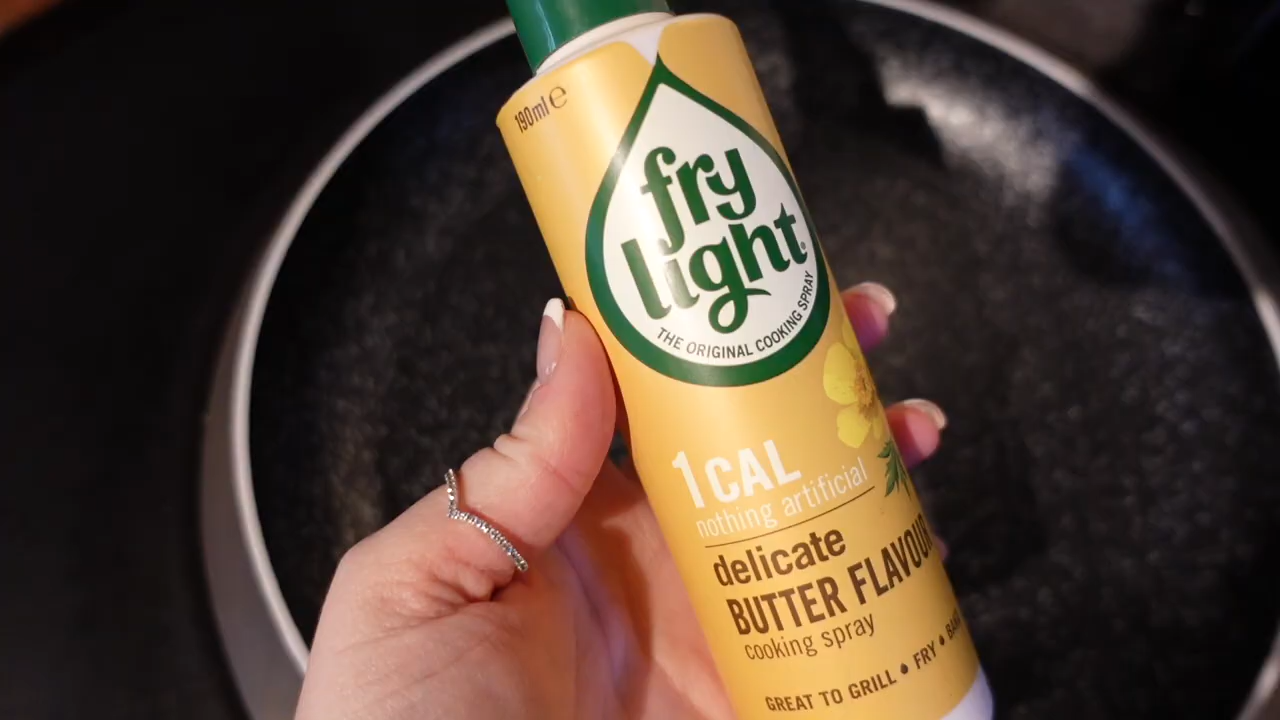 190ml e
fry
light
THE ORIGINAL COOKING SPRAY
1 CAL
nothing artificial
delicate
BUTTER FLAVOUR
cooking spray
GREAT TO GRILL • FRY •